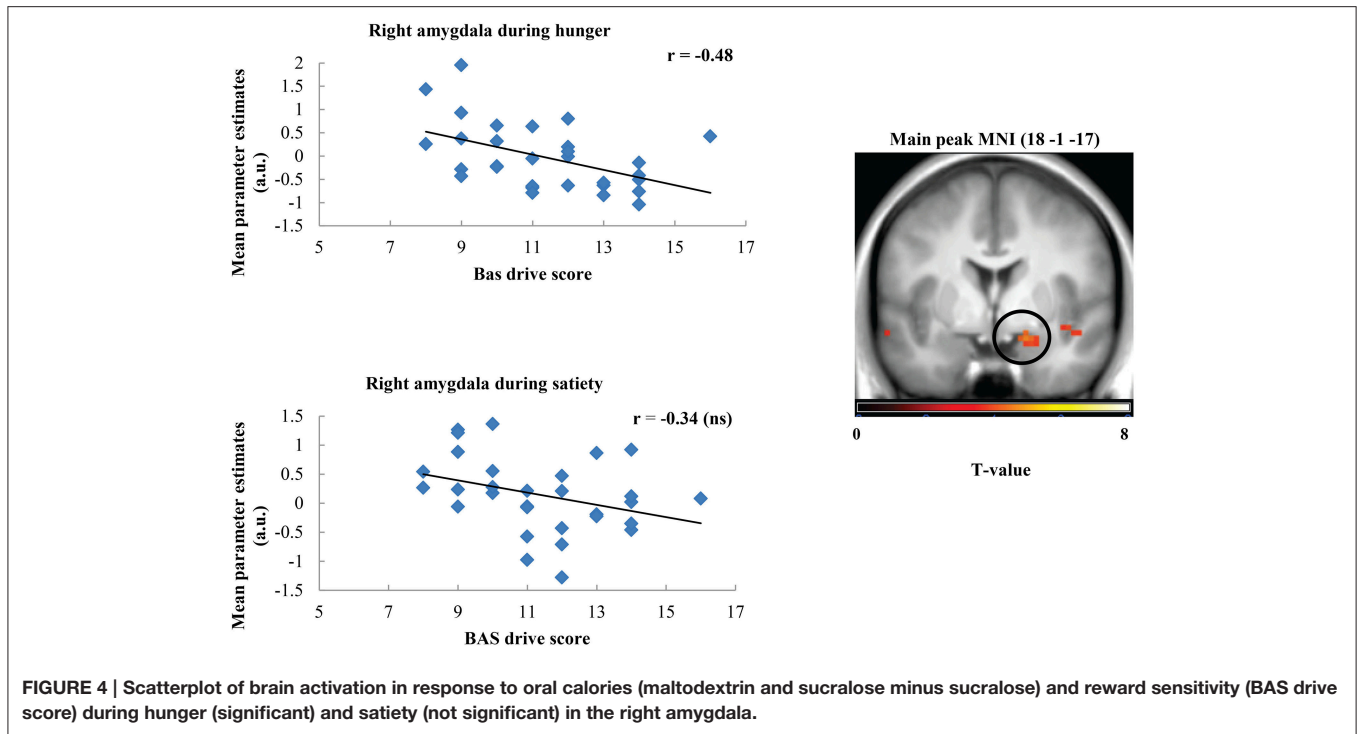 Right amygdala during hunger
r = -0.48
Mean parameter estimates
(a.u.)
2
1.5
1
0.5
0
-0.5
-1
-1.5
5 7 9 11 13 15 17
Bas drive score
Main peak MNI (18 -1 -17)
0 8
T-value
Right amygdala during satiety
r = -0.34 (ns)
Mean parameter estimates
(a.u.)
1.5
1
0.5
0
-0.5
-1
-1.5
5 7 9 11 13 15 17
BAS drive score
FIGURE 4 | Scatterplot of brain activation in response to oral calories (maltodextrin and sucralose minus sucralose) and reward sensitivity (BAS drive
score) during hunger (significant) and satiety (not significant) in the right amygdala.